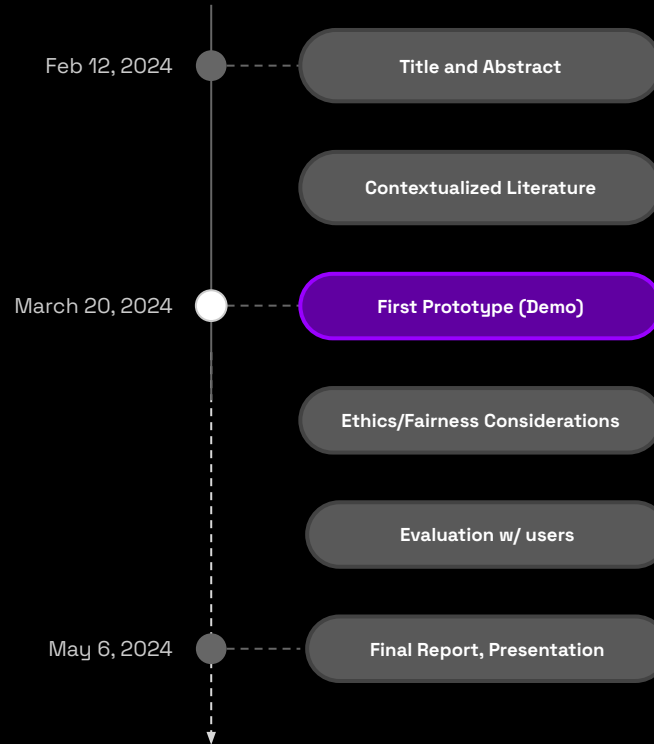 Feb 12, 2024
Title and Abstract
Contextualized Literature
March 20, 2024
First Prototype (Demo)
Ethics/Fairness Considerations
Evaluation w/ users
May 6, 2024
Final Report, Presentation